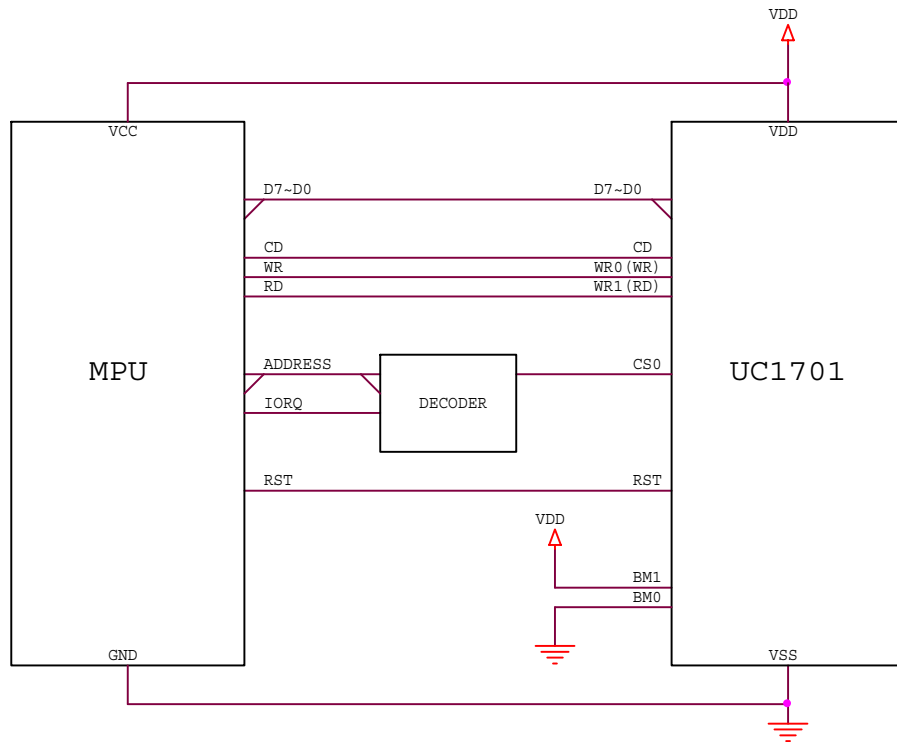 VDD
VCC VDD
D7~D0 D7~D0
CD CD
WR WR0(WR)
RD WR1(RD)
ADDRESS CS0
MPU UC1701
IORQ DECODER
RST RST
VDD
BM1
BM0
GND VSS